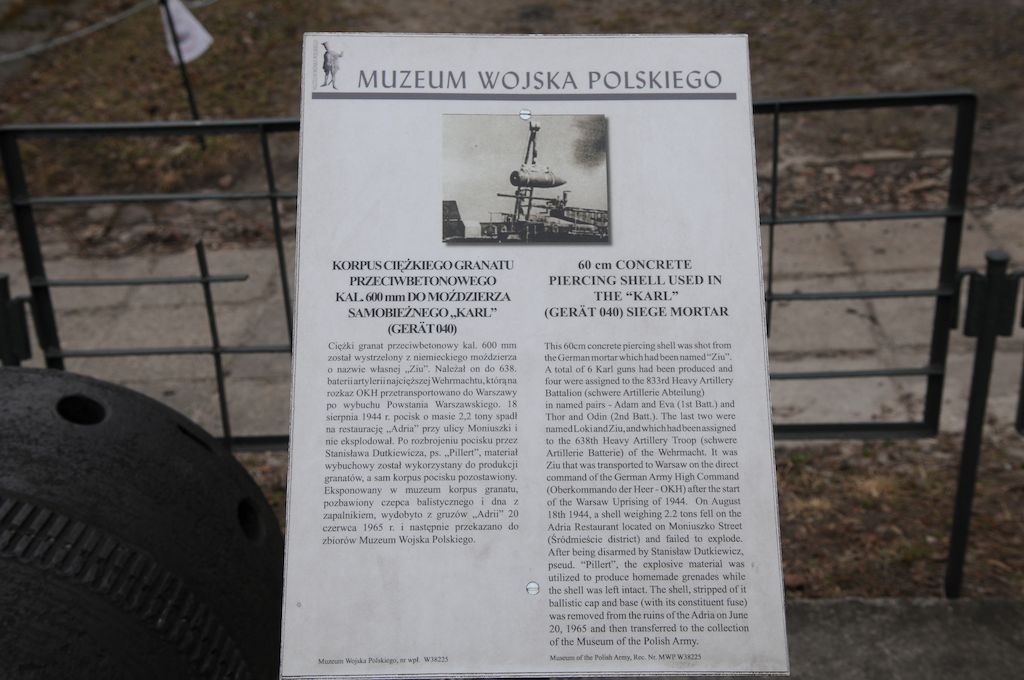 MUZEUM WOJSKA POLSKIEGO
KORPUS CIĘŻKIEGO GRANATU
PRZECIWBETONOWEGO
KAL. 600 mm DO MOŹDZIERZA
SAMOBIEŻNEGO „KARL”
(GERÄT 040)
Ciężki granat przeciwbetonowy kal. 600 mm
został wystrzelony z niemieckiego moździerza
o nazwie własnej „Ziu”. Należał on do 638.
baterii artylerii najcięższej Wehrmachtu, którą na
rozkaz OKH przetransportowano do Warszawy
po wybuchu Powstania Warszawskiego. 18
sierpnia 1944 r. pocisk o masie 2,2 tony spadł
na restaurację „Adria” przy ulicy Moniuszki i
nie eksplodował. Po rozbrojeniu pocisku przez
Stanisława Dutkiewicza, ps. „Pillert”, materiał
wybuchowy został wykorzystany do produkcji
granatów, a sam korpus pocisku pozostawiony.
Eksponowany w muzeum korpus granatu,
pozbawiony czepca balistycznego i dna z
zapalnikiem, wydobyto z gruzów „Adrii” 20
czerwca 1965 r. i następnie przekazano do
zbiorów Muzeum Wojska Polskiego.
Muzeum Wojska Polskiego, nr wpł. W38225
60 cm CONCRETE
PIERCING SHELL USED IN
THE “KARL”
(GERÄT 040) SIEGE MORTAR
This 60cm concrete piercing shell was shot from
the German mortar which had been named “Ziu”.
A total of 6 Karl guns had been produced and
four were assigned to the 833rd Heavy Artillery
Battalion (schwere Artillerie Abteilung)
in named pairs - Adam and Eva (1st Batt.) and
Thor and Odin (2nd Batt.). The last two were
named Loki and Ziu, and which had been assigned
to the 638th Heavy Artillery Troop (schwere
Artillerie Batterie) of the Wehrmacht. It was
Ziu that was transported to Warsaw on the direct
command of the German Army High Command
(Oberkommando der Heer - OKH) after the start
of the Warsaw Uprising of 1944. On August
18th 1944, a shell weighing 2.2 tons fell on the
Adria Restaurant located on Moniuszko Street
(Śródmieście district) and failed to explode.
After being disarmed by Stanisław Dutkiewicz,
pseud. “Pillert”, the explosive material was
utilized to produce homemade grenades while
the shell was left intact. The shell, stripped of it
ballistic cap and base (with its constituent fuse)
was removed from the ruins of the Adria on June
20, 1965 and then transferred to the collection
of the Museum of the Polish Army.
Museum of the Polish Army, Rec. Nr. MWP W38225